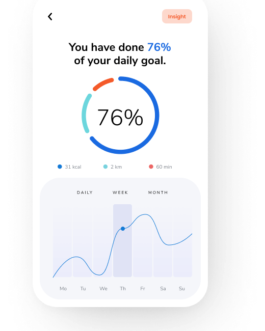 Insight
You have done 76%
of your daily goal.
76%
31 kcal 2 km 60 min
DAILY WEEK MONTH
Mo Tu We Th Fr Sa Su